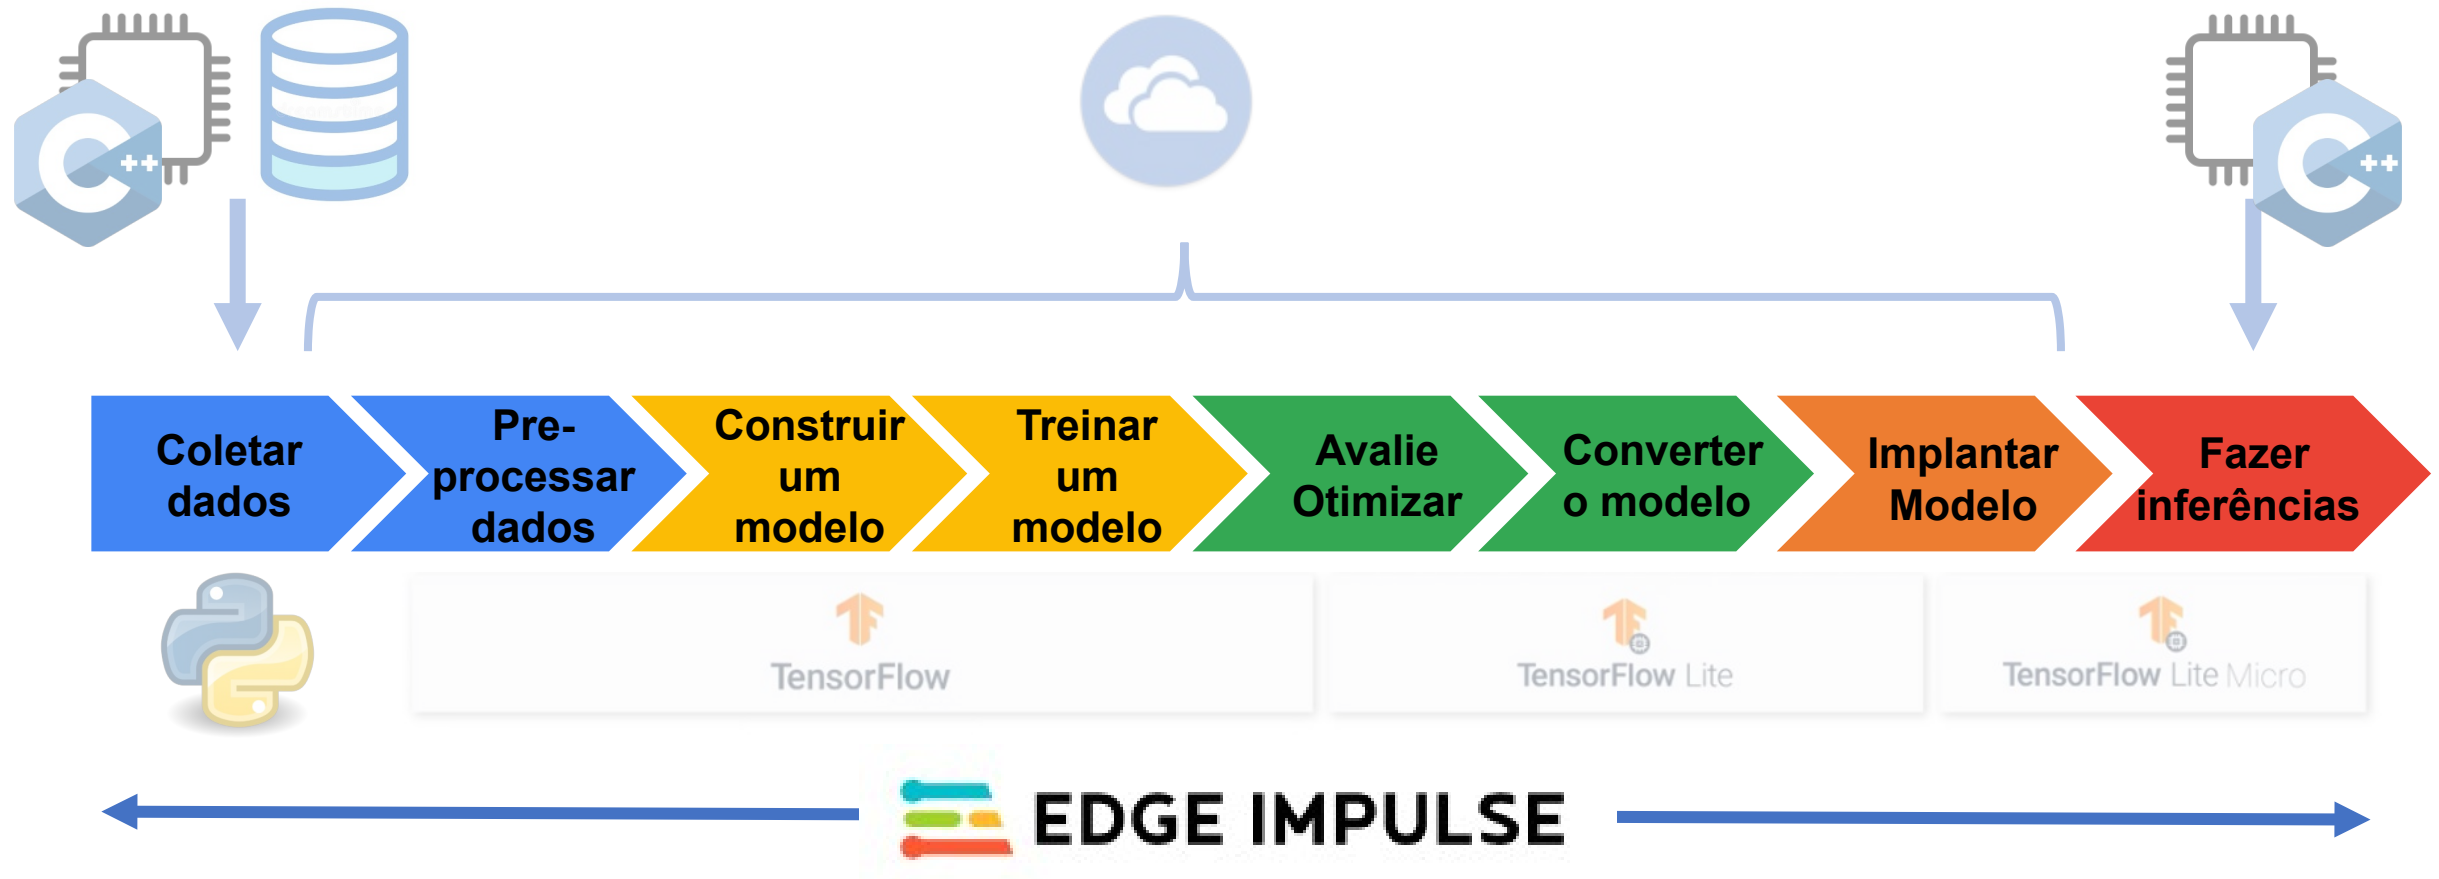 ++
++
Coletar
dados
Pre-
processar
dados
Construir
um
modelo
Treinar
um
modelo
Avalie
Otimizar
Converter
o modelo
Implantar
Modelo
Fazer
inferências
TensorFlow
TensorFlow Lite
TensorFlow Lite Micro
EDGE IMPULSE